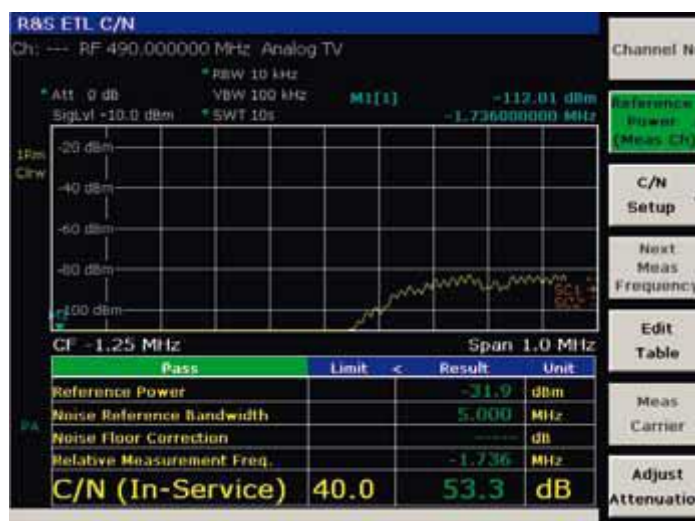 R&S ETL C/N
Ch: --- RF 490.000000 MHz Analog TV
* RBW 10 kHz
* Att 0 dB VBW 100 kHz M1[1] -112.01 dBm
SigLvl -10.0 dBm * SWT 10s -1.736000000 MHz
1Rm
Clrw
-20 dBm
-40 dBm
-60 dBm
-80 dBm
-100 dBm
CF -1.25 MHz Span 1.0 MHz
Pass Limit < Result Unit
Reference Power -31.9 dBm
Noise Reference Bandwidth 5.000 MHz
PA
Noise Floor Correction ----- dB
Relative Measurement Freq. -1.736 MHz
C/N (In-Service) 40.0 53.3 dB
Channel N
Reference
Power
(Meas Ch)
C/N
Setup
Next
Meas
Frequency
Edit
Table
Meas
Carrier
Adjust
Attenuatio